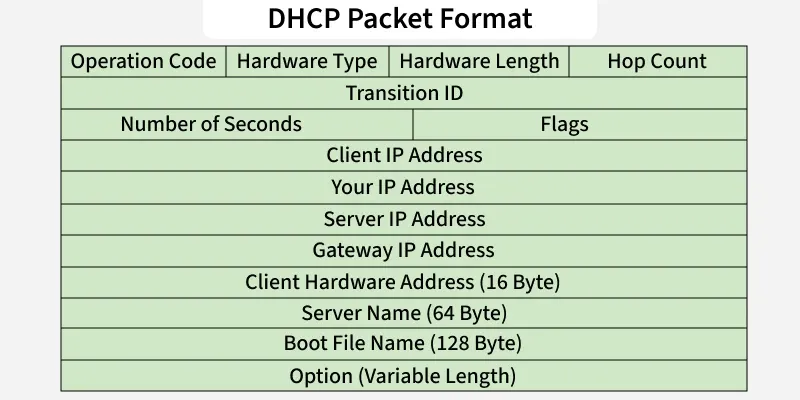 DHCP Packet Format
Operation Code Hardware Type Hardware Length Hop Count
Transition ID
Number of Seconds Flags
Client IP Address
Your IP Address
Server IP Address
Gateway IP Address
Client Hardware Address (16 Byte)
Server Name (64 Byte)
Boot File Name (128 Byte)
Option (Variable Length)